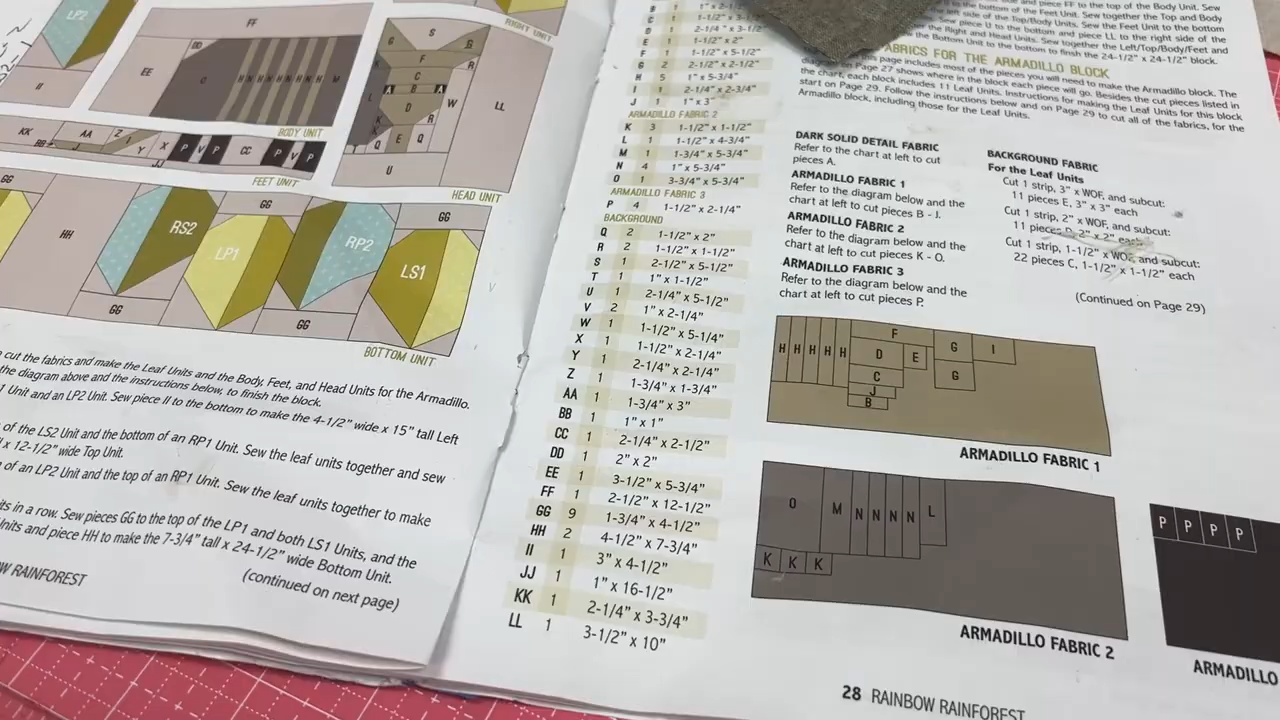 LP2
II
FF
DD
EE
O
H
H
H
H
H
H
H
M
BODY UNIT
RIGHT UNIT
G
S
G
F
R
C
A
B
A
L
D
W
LL
R
K
E
Q
Q
U
HEAD UNIT
KK
BB
AA
J
Z
Y
X
JJ
P
V
P
CC
P
V
P
FEET UNIT
GG
HH
RS2
GG
LP1
GG
RP2
GG
GG
LS1
BOTTOM UNIT
cut the fabrics and make the Leaf Units and the Body, Feet, and Head Units for the Armadillo.
the diagram above and the instructions below, to finish the block.
Unit and an LP2 Unit. Sew piece II to the bottom to make the 4-1/2" wide x 15" tall Left
of the LS2 Unit and the bottom of an RP1 Unit. Sew the leaf units together and sew
x 12-1/2" wide Top Unit.
of an LP2 Unit and the top of an RP1 Unit. Sew the leaf units together to make
its in a row. Sew pieces GG to the top of the LP1 and both LS1 Units, and the
Units and piece HH to make the 7-3/4" tall x 24-1/2" wide Bottom Unit.
(continued on next page)
RAINFOREST
B 1
C 1 1-1/2" x
D 1 2-1/4" x 3-1/2"
E 1 1-1/2" x 2"
F 1 1-1/2" x 5-1/2"
G 2 2-1/2" x 2-1/2"
H 5 1" x 5-3/4"
I 1 2-1/4" x 2-3/4"
J 1 1" x 3"
ARMADILLO FABRIC 2
K 3 1-1/2" x 1-1/2"
L 1 1-1/2" x 4-3/4"
M 1 1-3/4" x 5-3/4"
N 4 1" x 5-3/4"
O 1 3-3/4" x 5-3/4"
ARMADILLO FABRIC 3
P 4 1-1/2" x 2-1/4"
BACKGROUND
Q 2 1-1/2" x 2"
R 2 1-1/2" x 1-1/2"
S 1 2-1/2" x 5-1/2"
T 1 1" x 1-1/2"
U 1 2-1/4" x 5-1/2"
V 2 1" x 2-1/4"
W 1 1-1/2" x 5-1/4"
X 1 1-1/2" x 2-1/4"
Y 1 2-1/4" x 2-1/4"
Z 1 1-3/4" x 1-3/4"
AA 1 1-3/4" x 3"
BB 1 1" x 1"
CC 1 2-1/4" x 2-1/2"
DD 1 2" x 2"
EE 1 3-1/2" x 5-3/4"
FF 1 2-1/2" x 12-1/2"
GG 9 1-3/4" x 4-1/2"
HH 2 4-1/2" x 7-3/4"
II 1 3" x 4-1/2"
JJ 1 1" x 16-1/2"
KK 1 2-1/4" x 3-3/4"
LL 1 3-1/2" x 10"
and piece FF to the top of the Body Unit. Sew
to the bottom of the Feet Unit. Sew together the Top and Body
left side of the Top/Body Units. Sew the Feet Unit to the bottom
Sew piece U to the bottom and piece LL to the right side of the
the Right and Head Units. Sew together the Left/Top/Body/Feet and
the Bottom Unit to finish the 24-1/2" x 24-1/2" block.
FABRICS FOR THE ARMADILLO BLOCK
this page includes most of the pieces you will need to make the Armadillo block. The
diagram on Page 27 shows where in the block each piece will go. Besides the cut pieces listed in
the chart, each block includes 11 Leaf Units. Instructions for making the Leaf Units for this block
start on Page 29. Follow the instructions below and on Page 29 to cut all of the fabrics, for the
Armadillo block, including those for the Leaf Units.
DARK SOLID DETAIL FABRIC
Refer to the chart at left to cut
pieces A.
ARMADILLO FABRIC 1
Refer to the diagram below and the
chart at left to cut pieces B - J.
ARMADILLO FABRIC 2
Refer to the diagram below and the
chart at left to cut pieces K - O.
ARMADILLO FABRIC 3
Refer to the diagram below and the
chart at left to cut pieces P.
BACKGROUND FABRIC
For the Leaf Units
Cut 1 strip, 3" x WOF, and subcut:
11 pieces E, 3" x 3" each
Cut 1 strip, 2" x WOF, and subcut:
11 pieces D, 2" x 2" each
Cut 1 strip, 1-1/2" x WOF, and subcut:
22 pieces C, 1-1/2" x 1-1/2" each
(Continued on Page 29)
H H H H H
F
D
E
C
J
B
G
G
I
ARMADILLO FABRIC 1
O
M
N N N N
L
K K K
ARMADILLO FABRIC 2
P P P P
ARMADILLO
28 RAINBOW RAINFOREST